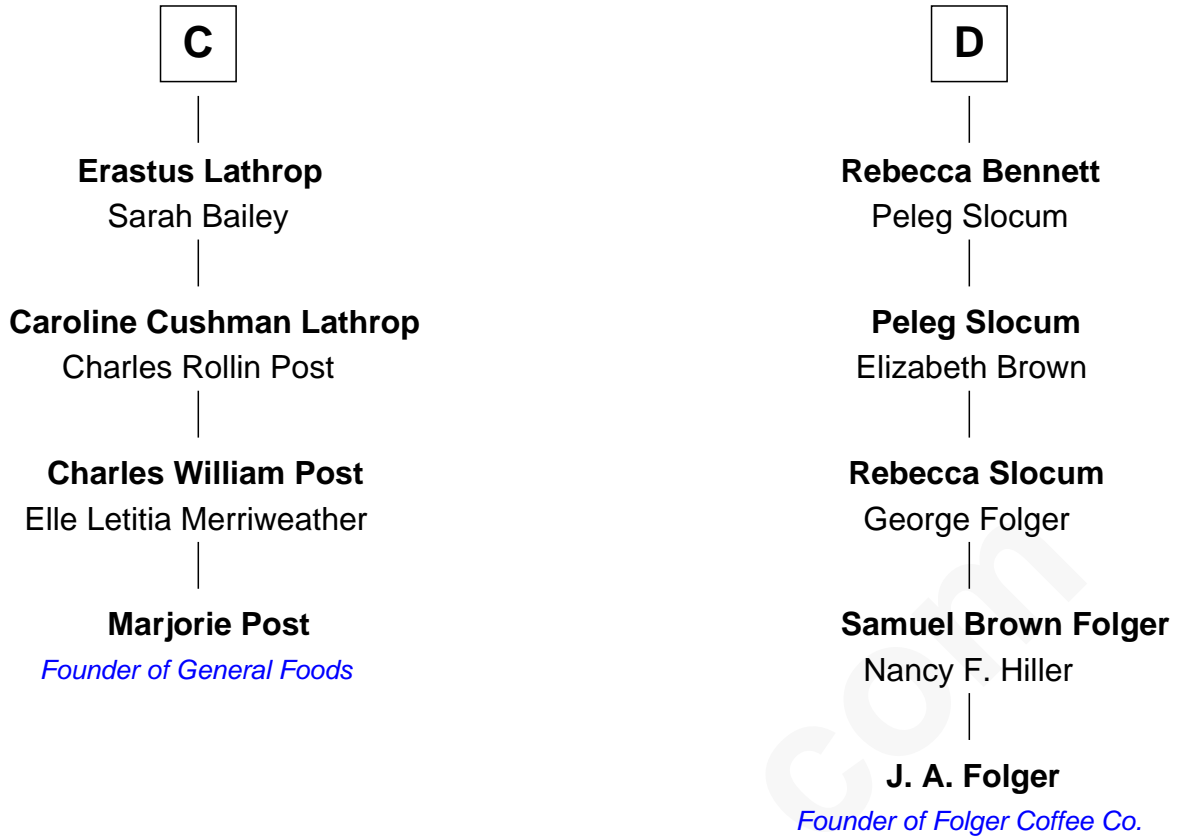 C
Erastus Lathrop
Sarah Bailey
Caroline Cushman Lathrop
Charles Rollin Post
Charles William Post
Elle Letitia Merriweather
Marjorie Post
Founder of General Foods
D
Rebecca Bennett
Peleg Slocum
Peleg Slocum
Elizabeth Brown
Rebecca Slocum
George Folger
Samuel Brown Folger
Nancy F. Hiller
J. A. Folger
Founder of Folger Coffee Co.
com